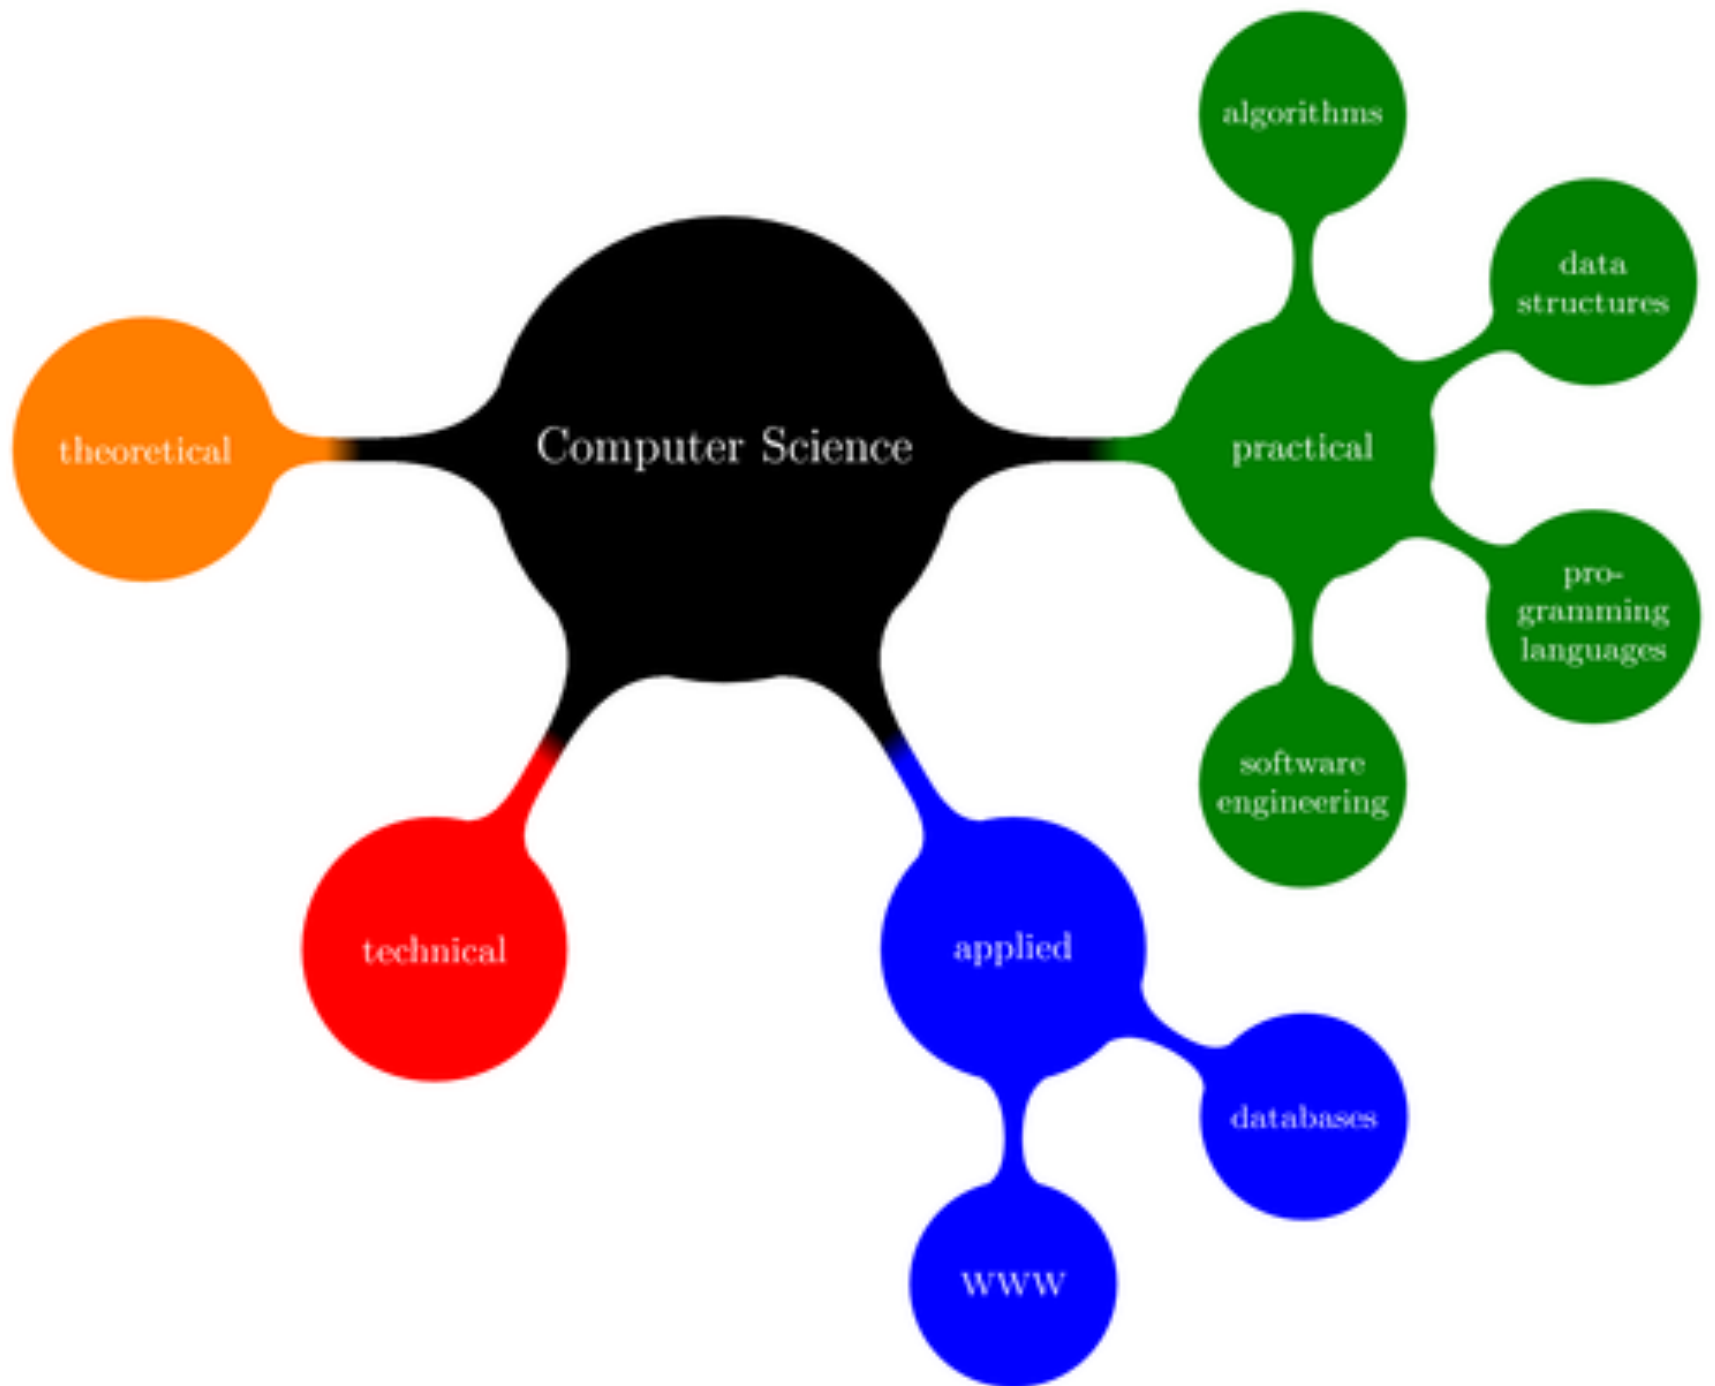 algorithms
data
structures
theoretical
Computer Science
practical
pro-
gramming
languages
software
engineering
technical
applied
databases
WWW